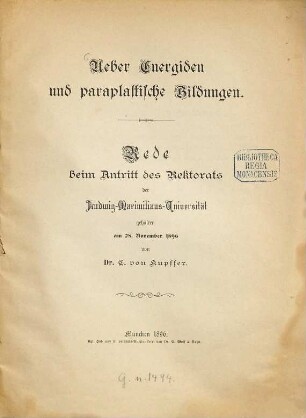 Ueber Energiden
und paraplastische Bildungen.
Rede
beim Antritt des Rektorats
der
Ludwig-Maximilians-Universität
gehalten
am 28. November 1896
von
Dr. C. von Kupffer.
BIBLIOTHECA
REGIA
MONACENSIS
München 1896.